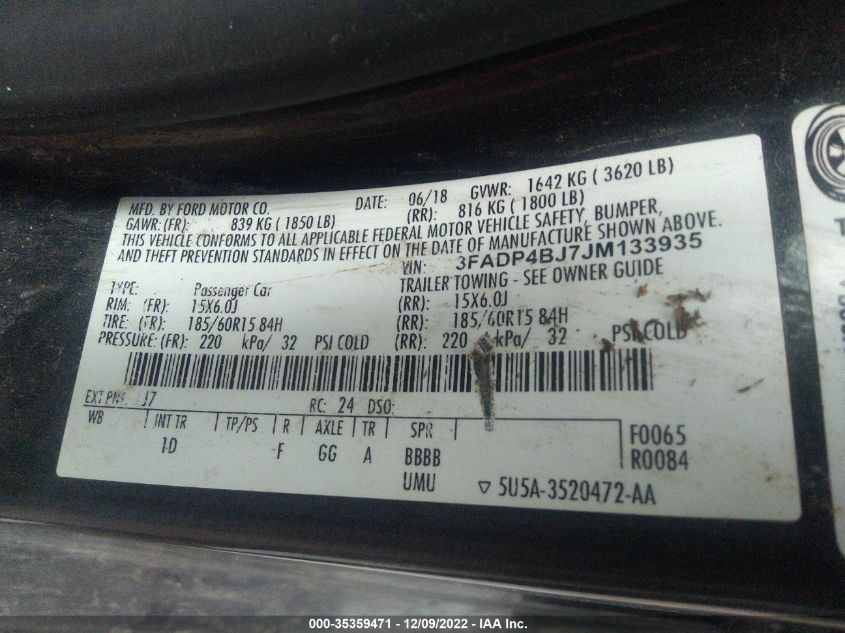 MFD. BY FORD MOTOR CO. DATE: 06/18 GVWR: 1642 KG ( 3620 LB)
GAWR:(FR): 839 KG ( 1850 LB) (RR): 816 KG ( 1800 LB)
THIS VEHICLE CONFORMS TO ALL APPLICABLE FEDERAL MOTOR VEHICLE SAFETY, BUMPER,
AND THEFT PREVENTION STANDARDS IN EFFECT ON THE DATE OF MANUFACTURE SHOWN ABOVE.
VIN: 3FADP4BJ7JM133935
TYPE: Passenger Car TRAILER TOWING - SEE OWNER GUIDE
RIM: (FR): 15X6.0J (RR): 15X6.0J
TIRE: (FR): 185/60R15 84H (RR): 185/60R15 84H
PRESSURE: (FR): 220 kPa/ 32 PSI COLD (RR): 220 kPa/ 32 PSI COLD
EXT PNT: J7 RC: 24 DSO:
WB INT TR TP/PS R AXLE TR SPR F0065
1D F GG A BBBB R0084
UMU ▽ 5U5A-3520472-AA
000-35359471 - 12/09/2022 - IAA Inc.